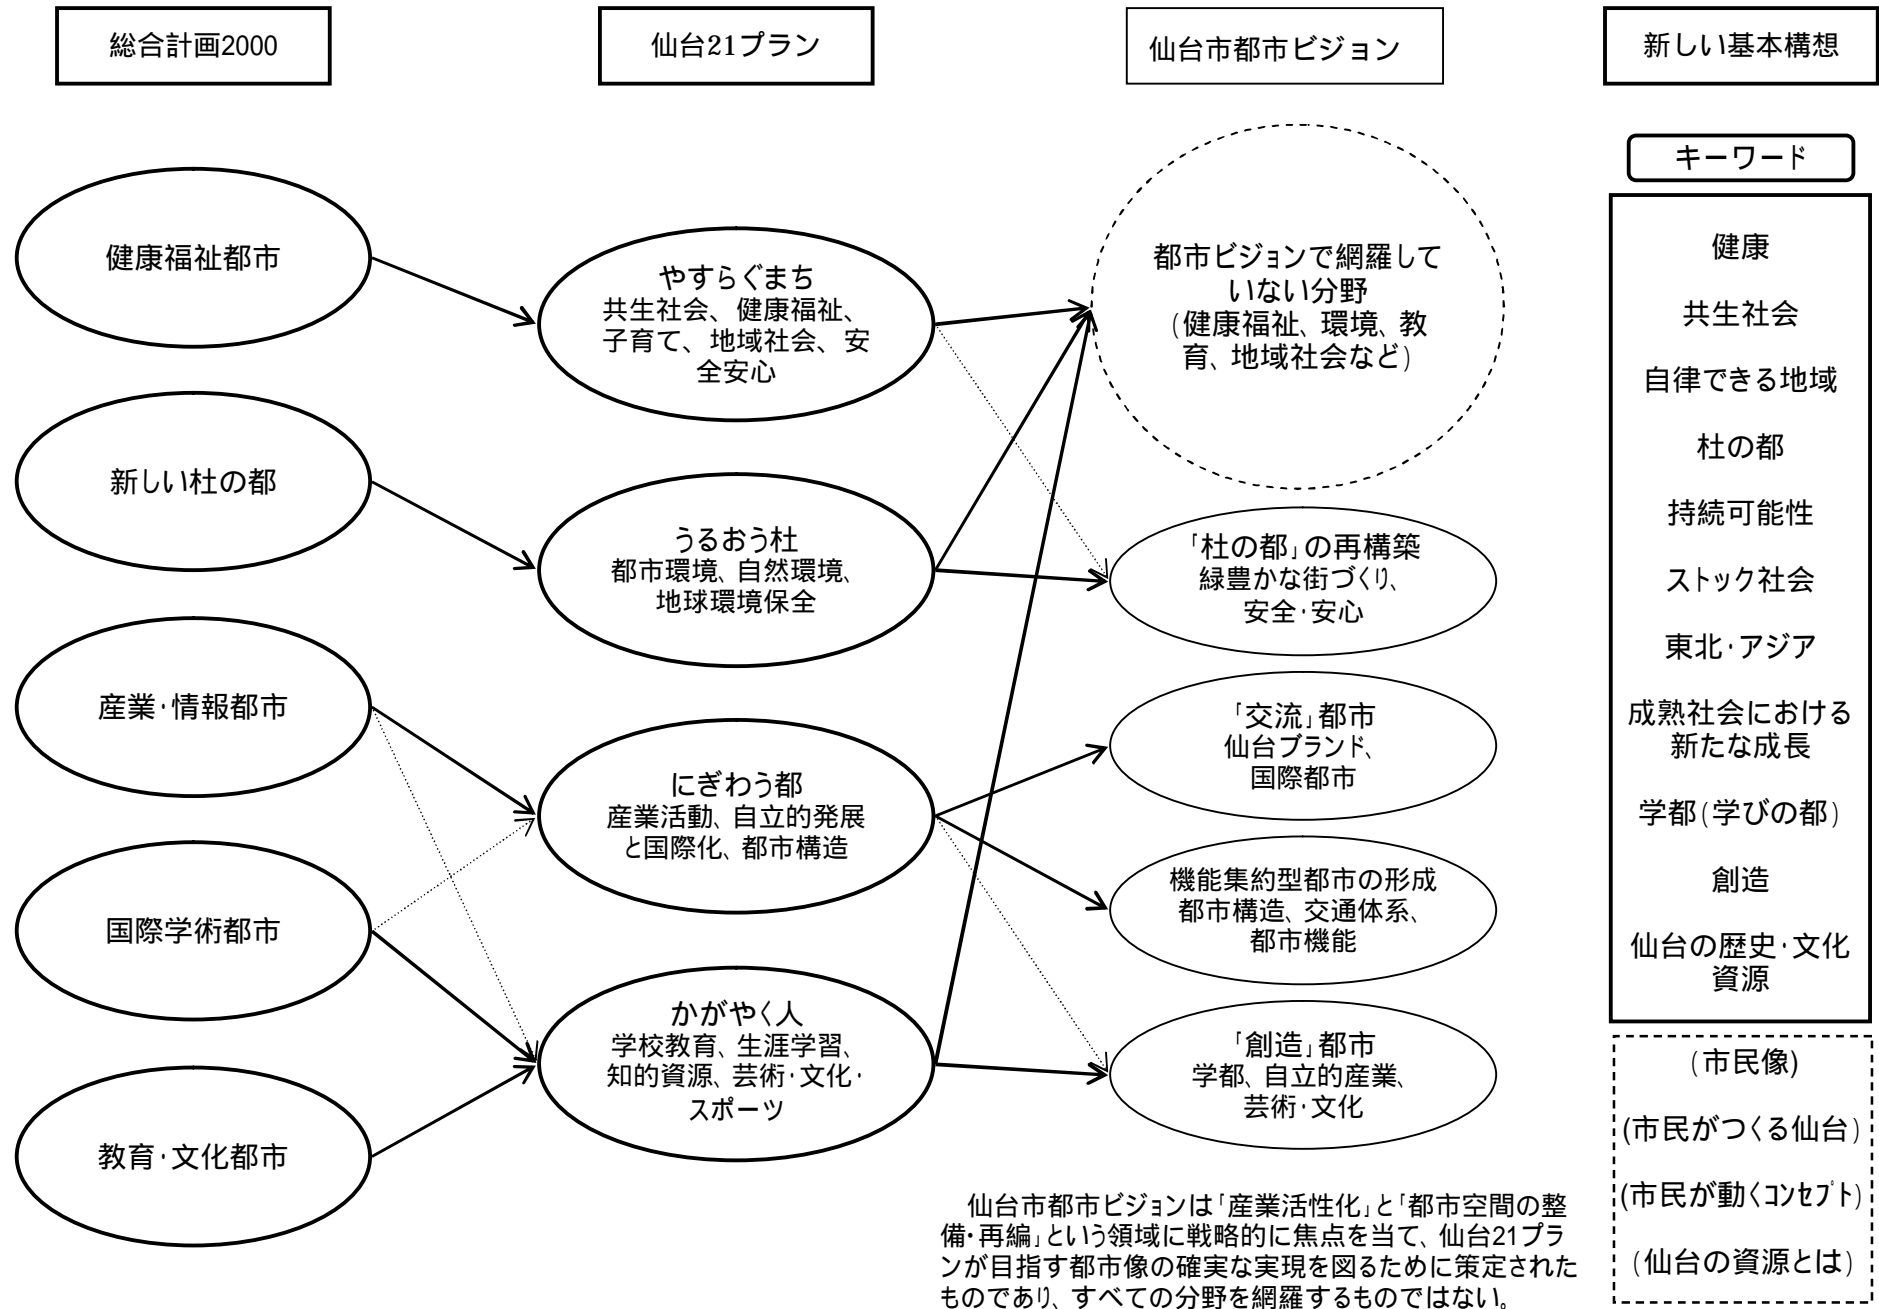 総合計画2000
仙台21プラン
仙台市都市ビジョン
新しい基本構想
健康福祉都市
新しい杜の都
産業・情報都市
国際学術都市
教育・文化都市
やすらぐまち
共生社会、健康福祉、
子育て、地域社会、安
全安心
うるおう杜
都市環境、自然環境、
地球環境保全
にぎわう都
産業活動、自立的発展
と国際化、都市構造
かがやく人
学校教育、生涯学習、
知的資源、芸術・文化・
スポーツ
都市ビジョンで網羅して
いない分野
(健康福祉、環境、教
育、地域社会など)
「杜の都」の再構築
緑豊かな街づくり、
安全・安心
「交流」都市
仙台ブランド、
国際都市
機能集約型都市の形成
都市構造、交通体系、
都市機能
「創造」都市
学都、自立的産業、
芸術・文化
仙台市都市ビジョンは「産業活性化」と「都市空間の整
備・再編」という領域に戦略的に焦点を当て、仙台21プラ
ンが目指す都市像の確実な実現を図るために策定された
ものであり、すべての分野を網羅するものではない。
キーワード
健康
共生社会
自律できる地域
杜の都
持続可能性
ストック社会
東北・アジア
成熟社会における
新たな成長
学都(学びの都)
創造
仙台の歴史・文化
資源
(市民像)
(市民がつくる仙台)
(市民が動くコンセプト)
(仙台の資源とは)